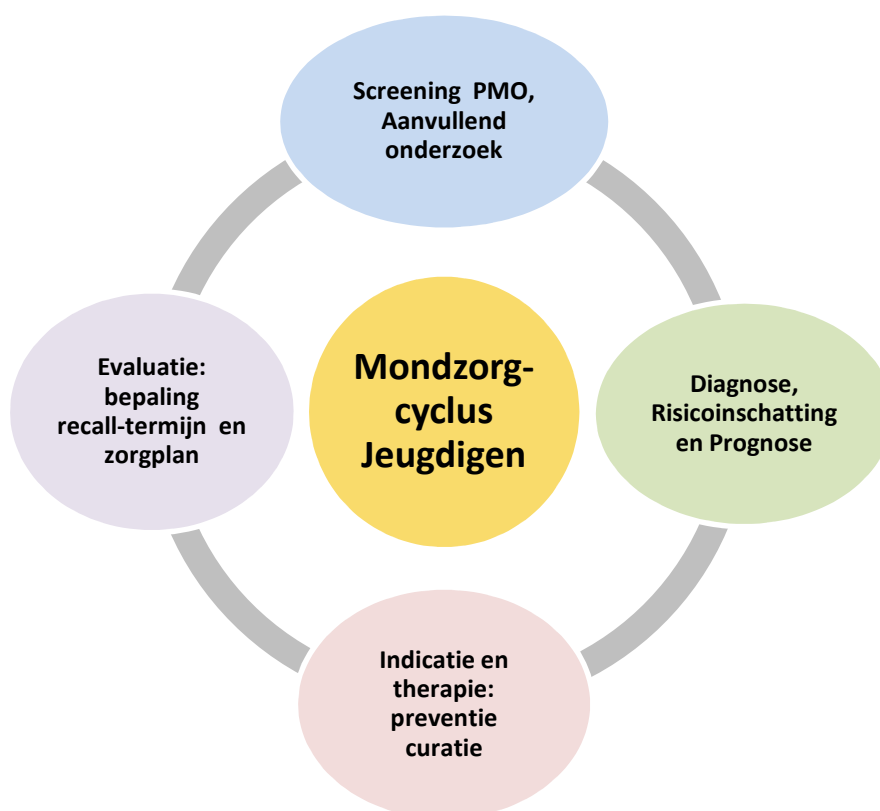 Screening PMO,
Aanvullend
onderzoek
Evaluatie:
bepaling
recall-termijn en
zorgplan
Mondzorg-
cyclus
Jeugdigen
Diagnose,
Risicoinschatting
en Prognose
Indicatie en
therapie:
preventie
curatie